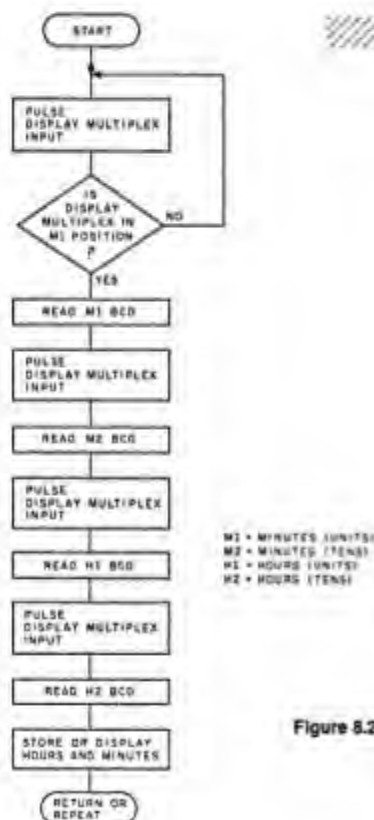 START
PULSE
DISPLAY MULTIPLEX
INPUT
IS
DISPLAY
MULTIPLEX IN
M1 POSITION
?
NO
YES
READ M1 BCD
PULSE
DISPLAY MULTIPLEX
INPUT
READ M2 BCD
PULSE
DISPLAY MULTIPLEX
INPUT
READ H1 BCD
PULSE
DISPLAY MULTIPLEX
INPUT
READ H2 BCD
STORE OR DISPLAY
HOURS AND MINUTES
RETURN OR
REPEAT
M1 = MINUTES (UNITS)
M2 = MINUTES (TENS)
H1 = HOURS (UNITS)
H2 = HOURS (TENS)
Figure 8.2